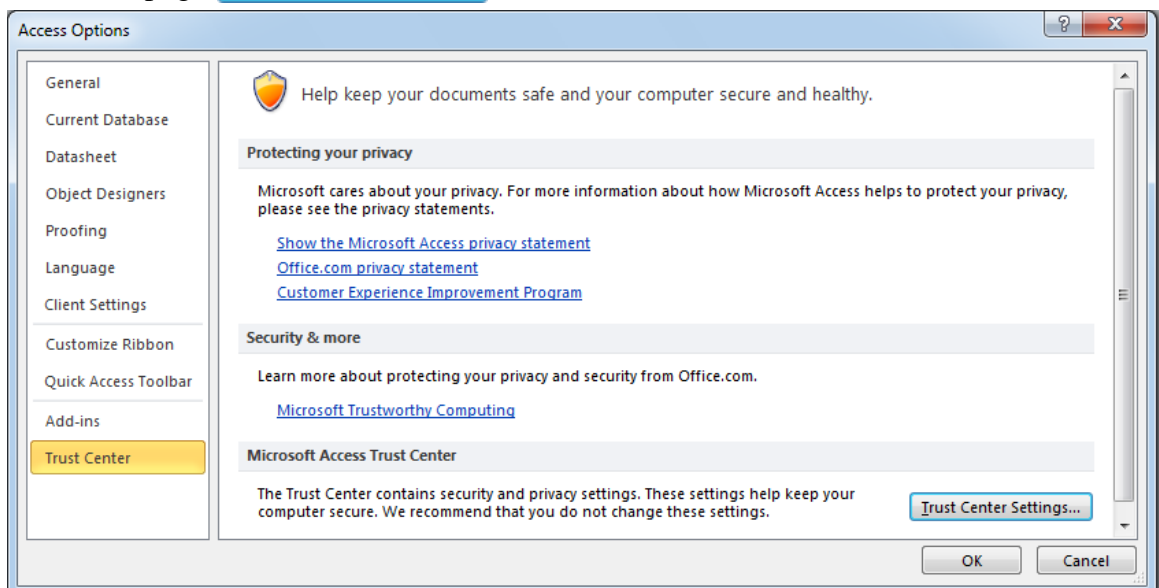 Access Options
General
Current Database
Datasheet
Object Designers
Proofing
Language
Client Settings
Customize Ribbon
Quick Access Toolbar
Add-ins
Trust Center
Help keep your documents safe and your computer secure and healthy.
Protecting your privacy
Microsoft cares about your privacy. For more information about how Microsoft Access helps to protect your privacy,
please see the privacy statements.
Show the Microsoft Access privacy statement
Office.com privacy statement
Customer Experience Improvement Program
Security & more
Learn more about protecting your privacy and security from Office.com.
Microsoft Trustworthy Computing
Microsoft Access Trust Center
The Trust Center contains security and privacy settings. These settings help keep your
computer secure. We recommend that you do not change these settings.
Trust Center Settings...
OK
Cancel